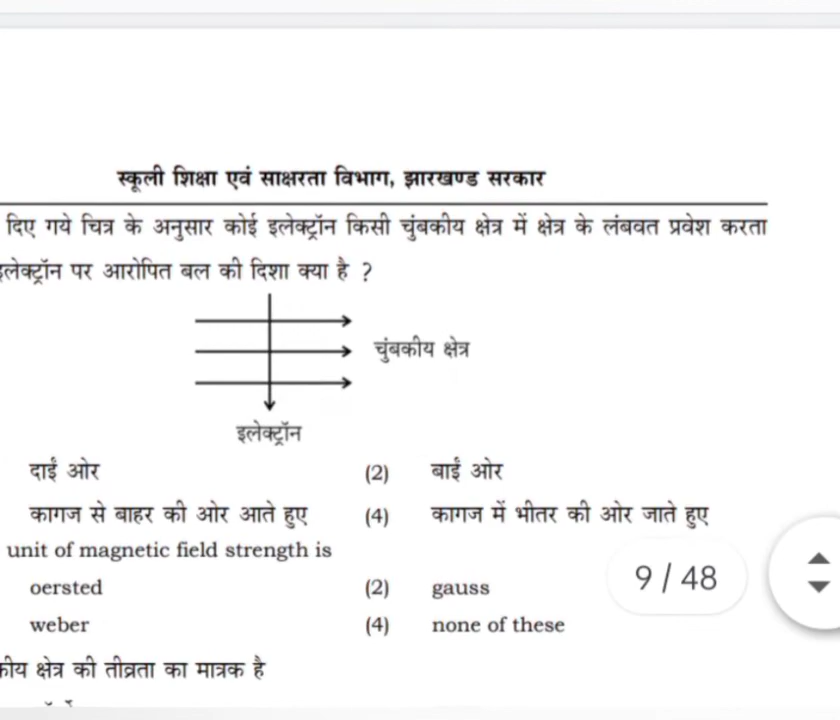 स्कूली शिक्षा एवं साक्षरता विभाग, झारखण्ड सरकार
दिए गये चित्र के अनुसार कोई इलेक्ट्रॉन किसी चुंबकीय क्षेत्र में क्षेत्र के लंबवत प्रवेश करता
पर आरोपित बल की दिशा क्या है ?
चुंबकीय क्षेत्र
इलेक्ट्रॉन
दाईं ओर (2) बाईं ओर
कागज से बाहर की ओर आते हुए (4) कागज में भीतर की ओर जाते हुए
unit of magnetic field strength is
oersted (2) gauss
9 / 48
weber (4) none of these
क्षेत्र की तीव्रता का मात्रक है